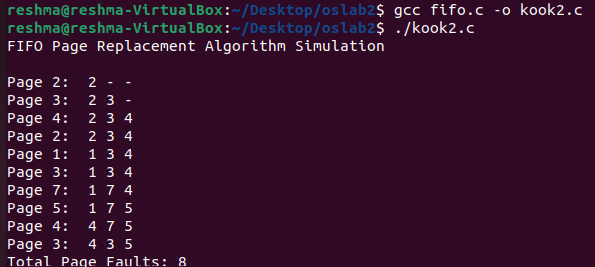 reshma@reshma-VirtualBox:~/Desktop/oslab2$ gcc fifo.c -o kook2.c
reshma@reshma-VirtualBox:~/Desktop/oslab2$ ./kook2.c
FIFO Page Replacement Algorithm Simulation
Page 2:  2 - -
Page 3:  2 3 -
Page 4:  2 3 4
Page 2:  2 3 4
Page 1:  1 3 4
Page 3:  1 3 4
Page 7:  1 7 4
Page 5:  1 7 5
Page 4:  4 7 5
Page 3:  4 3 5
Total Page Faults: 8